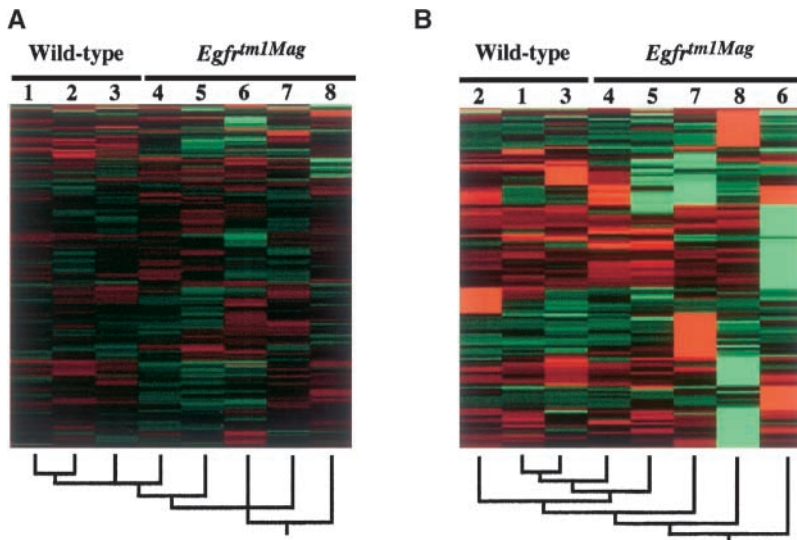 A
Wild-type Egfrtm1Mag
1 2 3 4 5 6 7 8
B
Wild-type Egfrtm1Mag
2 1 3 4 5 7 8 6